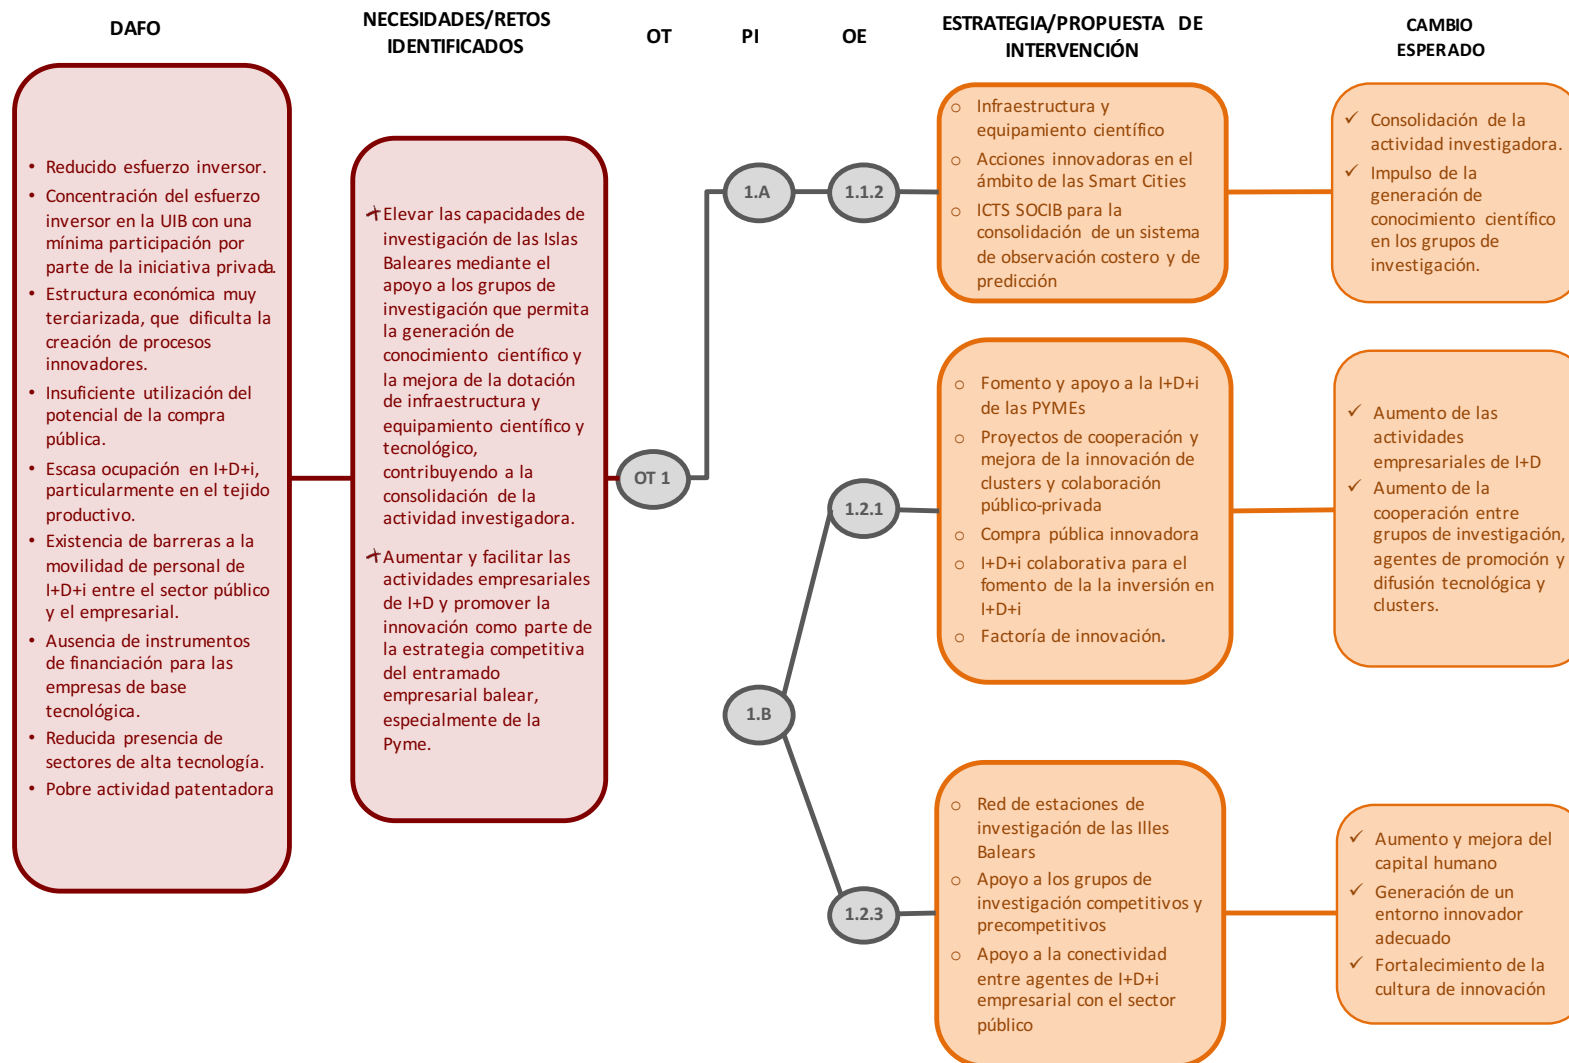 DAFO
NECESIDADES/RETOS
IDENTIFICADOS
OT
PI
OE
ESTRATEGIA/PROPUESTA DE
INTERVENCIÓN
CAMBIO
ESPERADO
• Reducido esfuerzo inversor.
• Concentración del esfuerzo
inversor en la UIB con una
mínima participación por
parte de la iniciativa privada.
• Estructura económica muy
terciarizada, que dificulta la
creación de procesos
innovadores.
• Insuficiente utilización del
potencial de la compra
pública.
• Escasa ocupación en I+D+i,
particularmente en el tejido
productivo.
• Existencia de barreras a la
movilidad de personal de
I+D+i entre el sector público
y el empresarial.
• Ausencia de instrumentos
de financiación para las
empresas de base
tecnológica.
• Reducida presencia de
sectores de alta tecnología.
• Pobre actividad patentadora
Elevar las capacidades de
investigación de las Islas
Baleares mediante el
apoyo a los grupos de
investigación que permita
la generación de
conocimiento científico y
la mejora de la dotación
de infraestructura y
equipamiento científico y
tecnológico,
contribuyendo a la
consolidación de la
actividad investigadora.
Aumentar y facilitar las
actividades empresariales
de I+D y promover la
innovación como parte de
la estrategia competitiva
del entramado
empresarial balear,
especialmente de la
Pyme.
OT 1
1.A
1.1.2
o Infraestructura y
equipamiento científico
o Acciones innovadoras en el
ámbito de las Smart Cities
o ICTS SOCIB para la
consolidación de un sistema
de observación costero y de
predicción
✓ Consolidación de la
actividad investigadora.
✓ Impulso de la
generación de
conocimiento científico
en los grupos de
investigación.
1.B
1.2.1
o Fomento y apoyo a la I+D+i
de las PYMEs
o Proyectos de cooperación y
mejora de la innovación de
clusters y colaboración
público-privada
o Compra pública innovadora
o I+D+i colaborativa para el
fomento de la la inversión en
I+D+i
o Factoría de innovación.
✓ Aumento de las
actividades
empresariales de I+D
✓ Aumento de la
cooperación entre
grupos de investigación,
agentes de promoción y
difusión tecnológica y
clusters.
1.2.3
o Red de estaciones de
investigación de las Illes
Balears
o Apoyo a los grupos de
investigación competitivos y
precompetitivos
o Apoyo a la conectividad
entre agentes de I+D+i
empresarial con el sector
público
✓ Aumento y mejora del
capital humano
✓ Generación de un
entorno innovador
adecuado
✓ Fortalecimiento de la
cultura de innovación